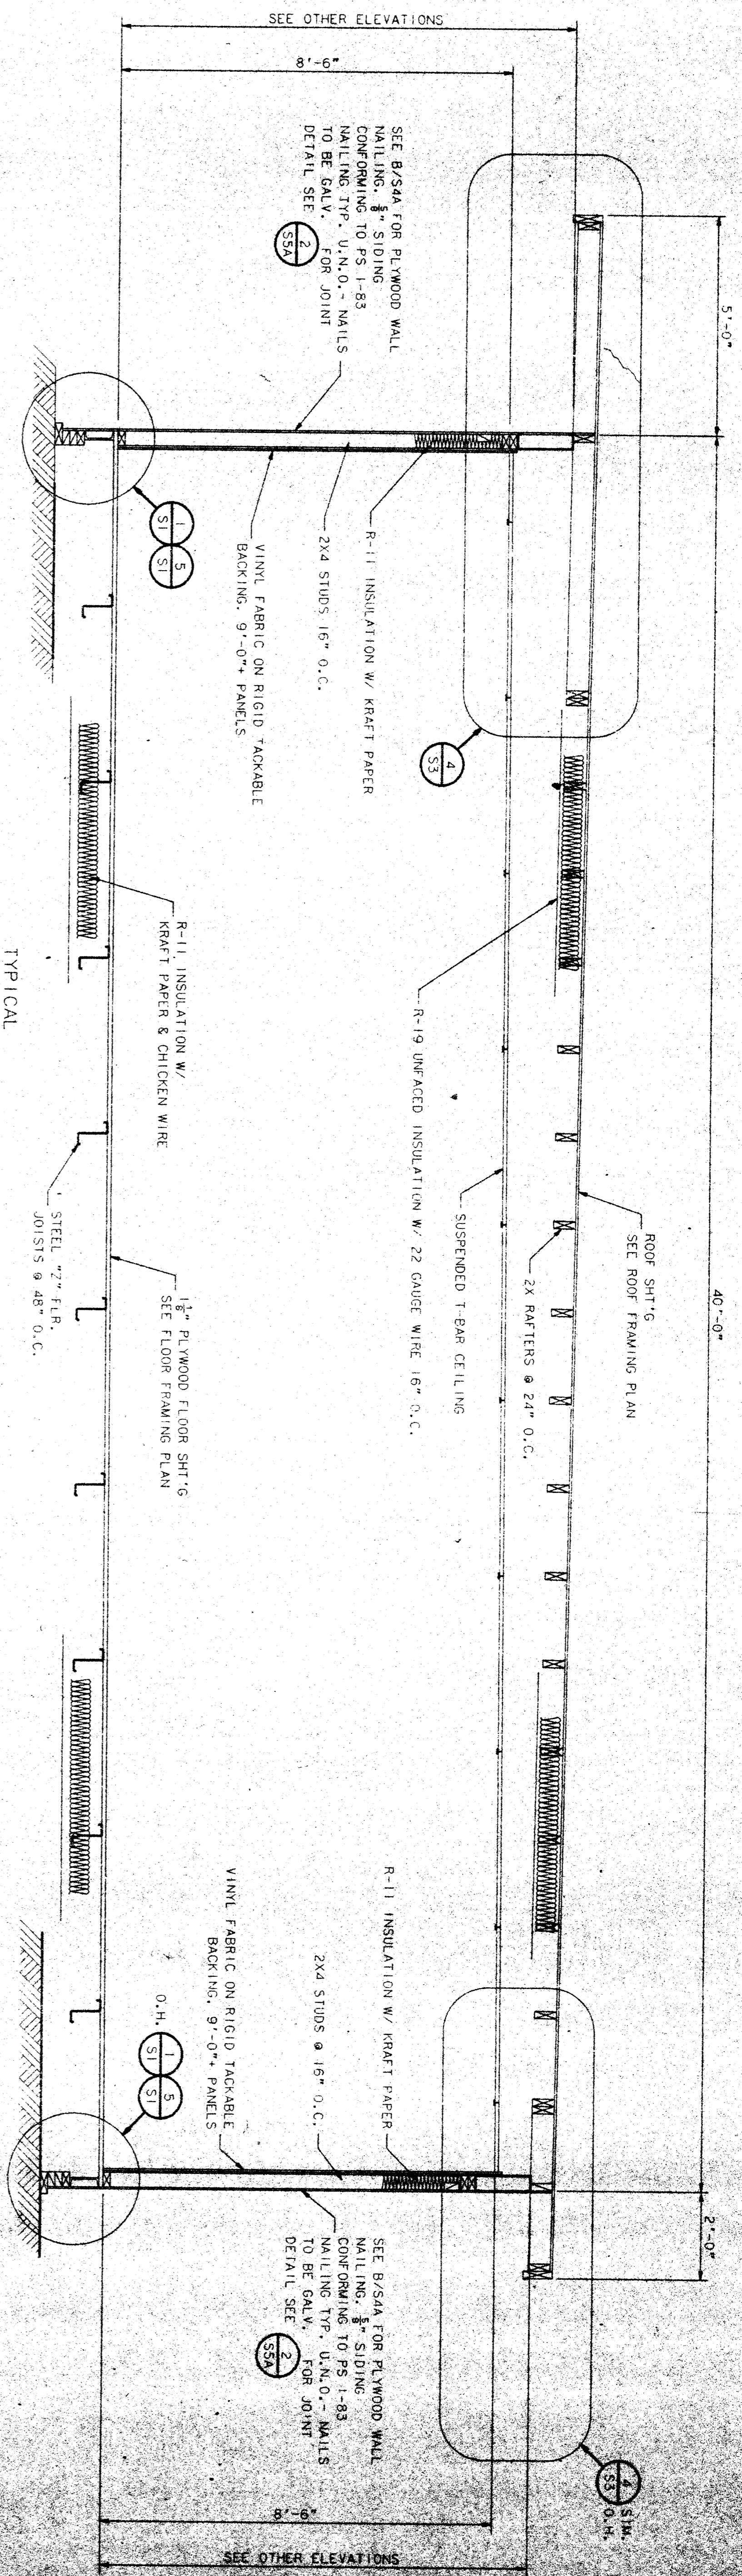 5'-0"
40'-0"
2'-0"
SEE OTHER ELEVATIONS
8'-6"
SEE B/S4A FOR PLYWOOD WALL
NAILING. 5/8" SIDING
CONFORMING TO PS 1-83
NAILING TYP. U.N.O.- NAILS
TO BE GALV. FOR JOINT
DETAIL SEE
2
S5A
4
S3
R-11 INSULATION W/ KRAFT PAPER
2X4 STUDS 16" O.C.
VINYL FABRIC ON RIGID TACKABLE
BACKING. 9'-0"+ PANELS
1
S1
5
S1
ROOF SHT'G
SEE ROOF FRAMING PLAN
2X RAFTERS @ 24" O.C.
SUSPENDED T-BAR CEILING
R-19 UNFACED INSULATION W/ 22 GAUGE WIRE 16" O.C.
R-11 INSULATION W/
KRAFT PAPER & CHICKEN WIRE
1 1/8" PLYWOOD FLOOR SHT'G
SEE FLOOR FRAMING PLAN
STEEL "Z" FLR.
JOISTS @ 48" O.C.
4
S3
SIM.
O.H.
R-11 INSULATION W/ KRAFT PAPER
2X4 STUDS @ 16" O.C.
VINYL FABRIC ON RIGID TACKABLE
BACKING. 9'-0"+ PANELS
O.H.
1
S1
5
S1
SEE B/S4A FOR PLYWOOD WALL
NAILING. 5/8" SIDING
CONFORMING TO PS 1-83
NAILING TYP. U.N.O.- NAILS
TO BE GALV. FOR JOINT
DETAIL SEE
2
S5A
8'-6"
SEE OTHER ELEVATIONS
TYPICAL